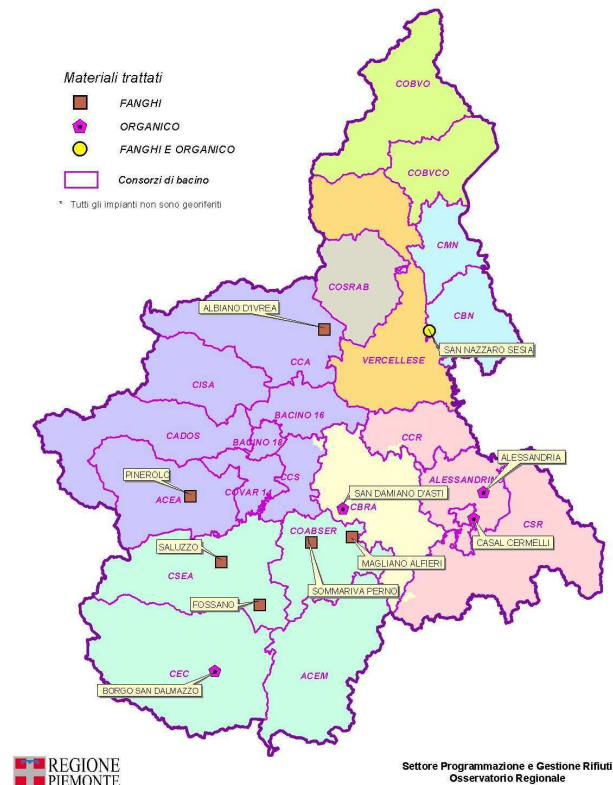 Materiali trattati
FANGHI
ORGANICO
FANGHI E ORGANICO
Consorzi di bacino
* Tutti gli impianti non sono georifiti
COBVO
COBVCO
CMN
COSRAB
ALBIANO D'IVREA
CBN
SAN NAZZARO SESIA
CCA
VERCELLESE
CISA
BACINO 16
CADOS
BACINO 18
CCR
ALESSANDRIA
CCS
ALESSANDRINO
PINEROLO
ACEA
COVAR 14
SAN DAMIANO D'ASTI
CBRA
CSR
CASAL CERMELLI
COABSER
SALUZZO
MAGLIANO ALFIERI
CSEA
SOMMARIVA PERNO
FOSSANO
CEC
ACEM
BORGO SAN DALMAZZO
REGIONE
PIEMONTE
Settore Programmazione e Gestione Rifiuti
Osservatorio Regionale